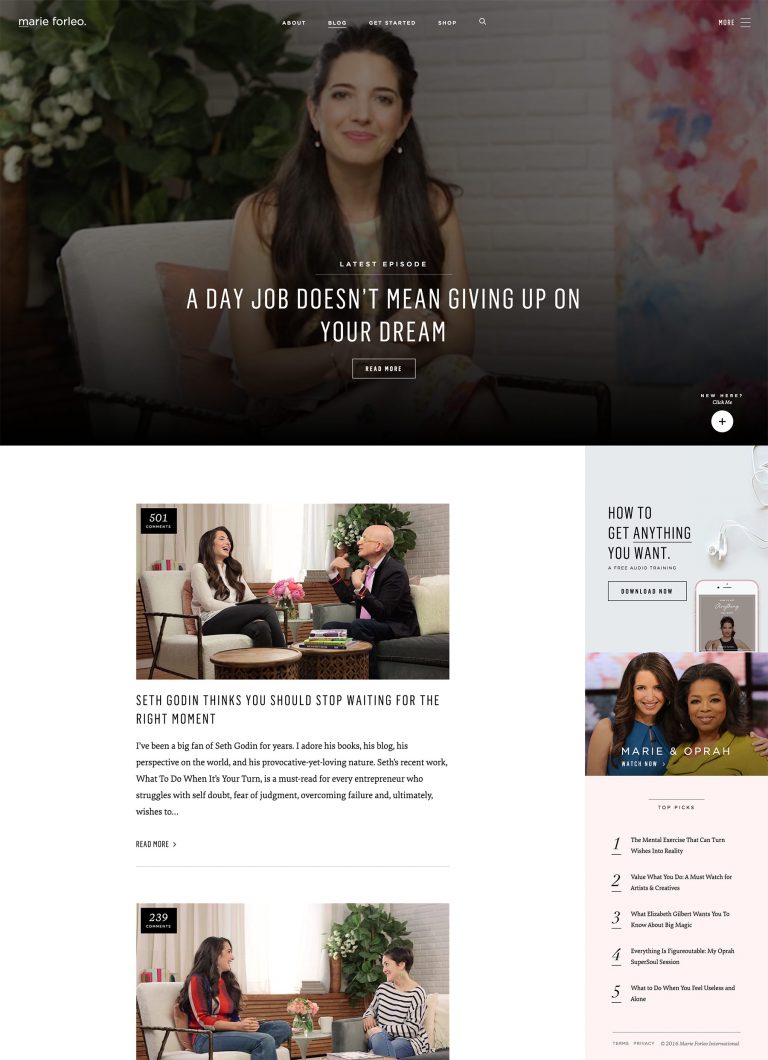 marie forleo.
ABOUT
BLOG
GET STARTED
SHOP
MORE
LATEST EPISODE
A DAY JOB DOESN'T MEAN GIVING UP ON
YOUR DREAM
READ MORE
NEW HERE?
Click Me
501
COMMENTS
SETH GODIN THINKS YOU SHOULD STOP WAITING FOR THE
RIGHT MOMENT
I've been a big fan of Seth Godin for years. I adore his books, his blog, his
perspective on the world, and his provocative-yet-loving nature. Seth's recent work,
What To Do When It's Your Turn, is a must-read for every entrepreneur who
struggles with self doubt, fear of judgment, overcoming failure and, ultimately,
wishes to...
READ MORE >
239
COMMENTS
HOW TO
GET ANYTHING
YOU WANT.
A FREE AUDIO TRAINING
DOWNLOAD NOW
Anything
MARIE & OPRAH
WATCH NOW >
TOP PICKS
1 The Mental Exercise That Can Turn
Wishes Into Reality
2 Value What You Do: A Must Watch for
Artists & Creatives
3 What Elizabeth Gilbert Wants You To
Know About Big Magic
4 Everything Is Figureoutable: My Oprah
SuperSoul Session
5 What to Do When You Feel Useless and
Alone
TERMS PRIVACY © 2016 Marie Forleo International